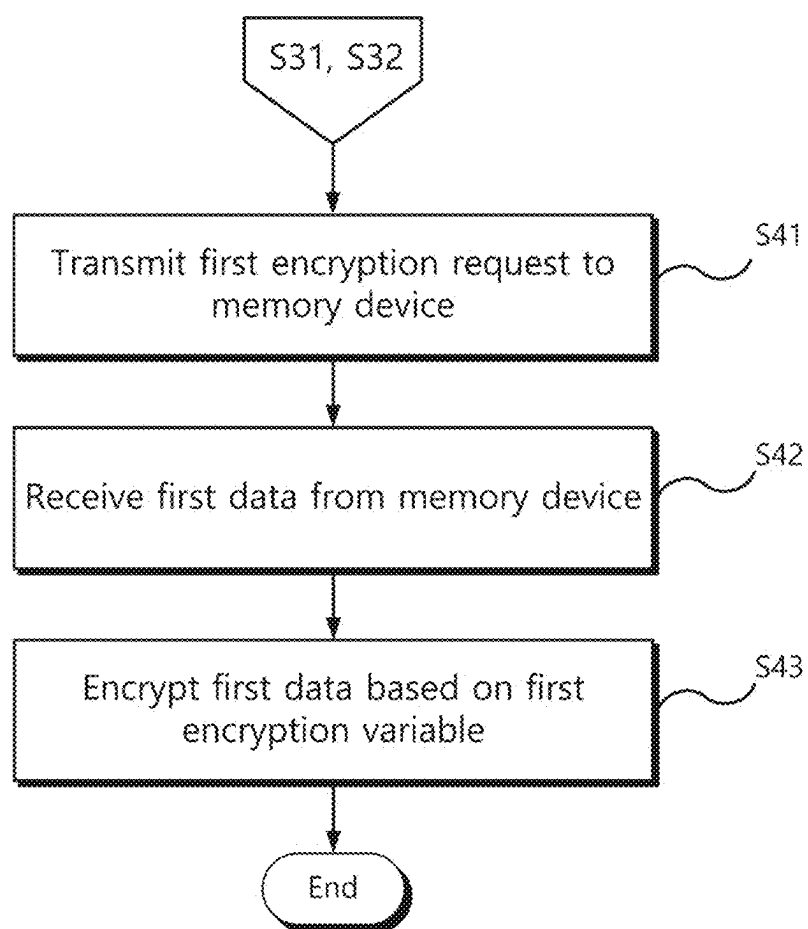 S31, S32
Transmit first encryption request to
memory device
S41
Receive first data from memory device
S42
Encrypt first data based on first
encryption variable
S43
End